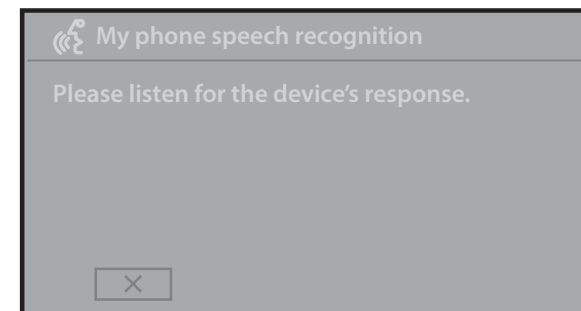 My phone speech recognition
Please listen for the device’s response.